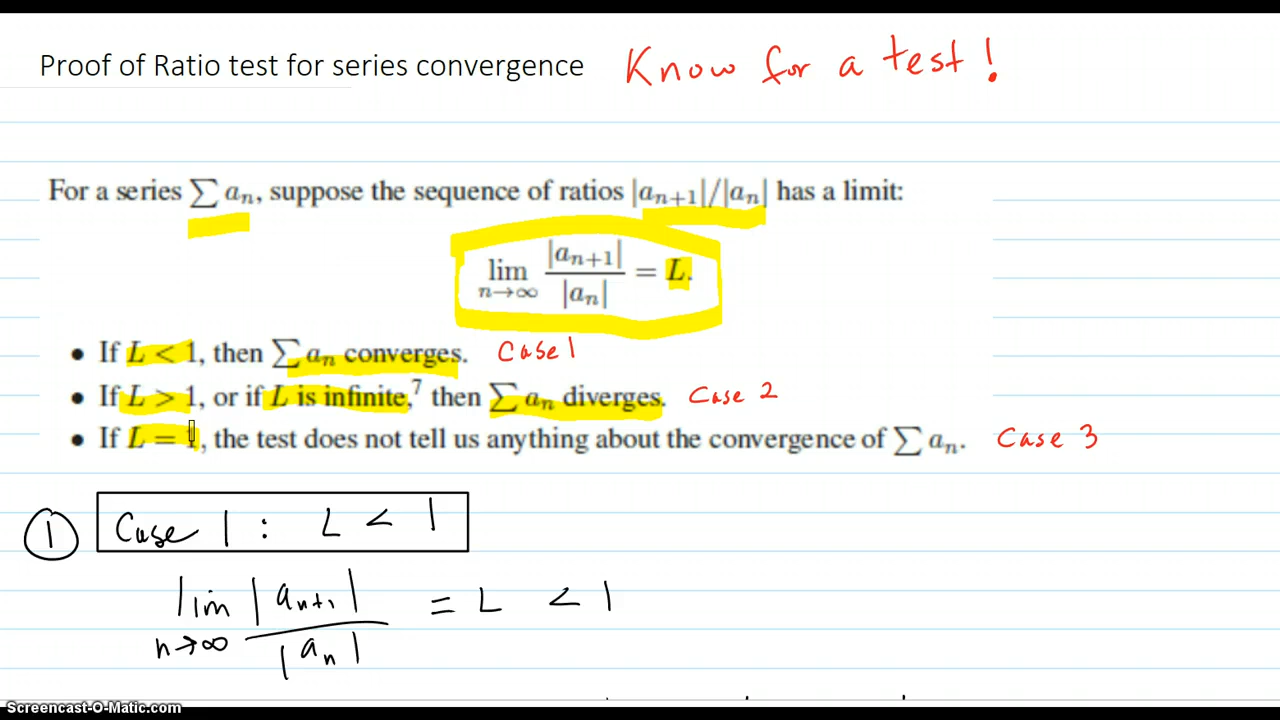 Proof of Ratio test for series convergence Know for a test!
For a series ∑ aₙ, suppose the sequence of ratios |aₙ₊₁|/|aₙ| has a limit:
lim n→∞ |aₙ₊₁| / |aₙ| = L.
• If L < 1, then ∑ aₙ converges. Case 1
• If L > 1, or if L is infinite,⁷ then ∑ aₙ diverges. Case 2
• If L = 1, the test does not tell us anything about the convergence of ∑ aₙ. Case 3
① Case 1 : L < 1
lim n→∞ |aₙ₊₁| / |aₙ| = L < 1
Screencast-O-Matic.com